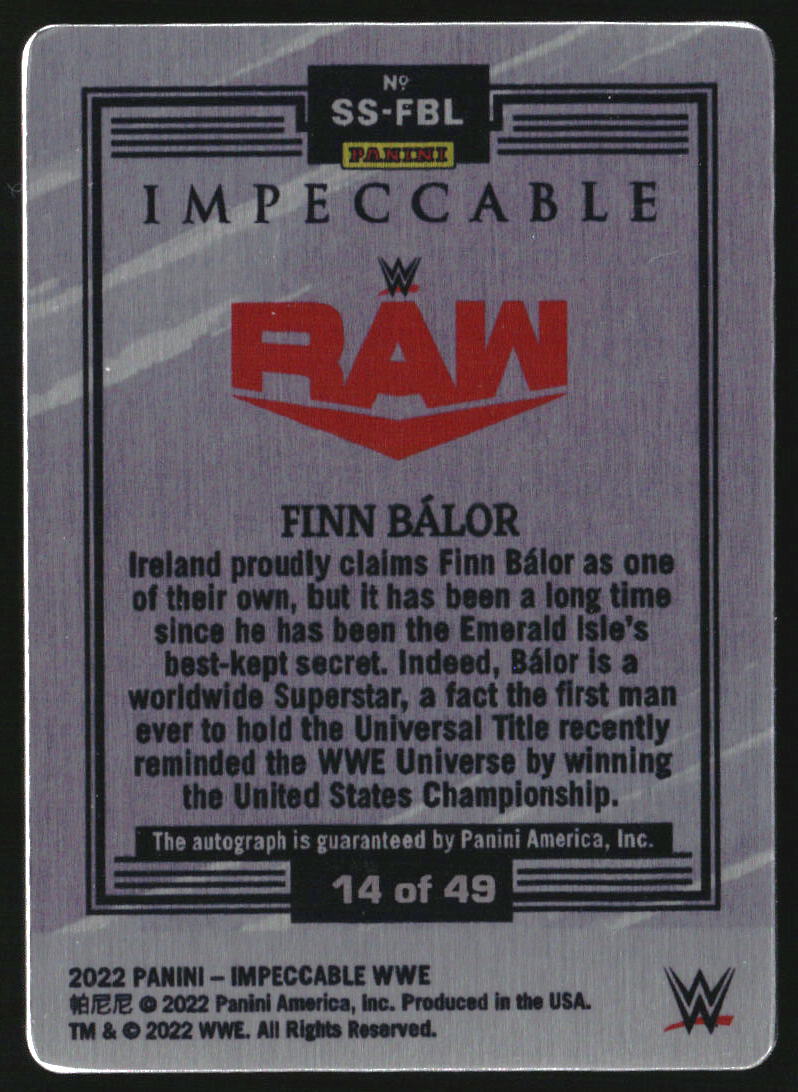 Nº
SS-FBL
PANINI
IMPECCABLE
W
RAW
FINN BÁLOR
Ireland proudly claims Finn Bálor as one
of their own, but it has been a long time
since he has been the Emerald Isle's
best-kept secret. Indeed, Bálor is a
worldwide Superstar, a fact the first man
ever to hold the Universal Title recently
reminded the WWE Universe by winning
the United States Championship.
The autograph is guaranteed by Panini America, Inc.
14 of 49
2022 PANINI – IMPECCABLE WWE
帕尼尼 © 2022 Panini America, Inc. Produced in the USA.
TM & © 2022 WWE. All Rights Reserved.
W